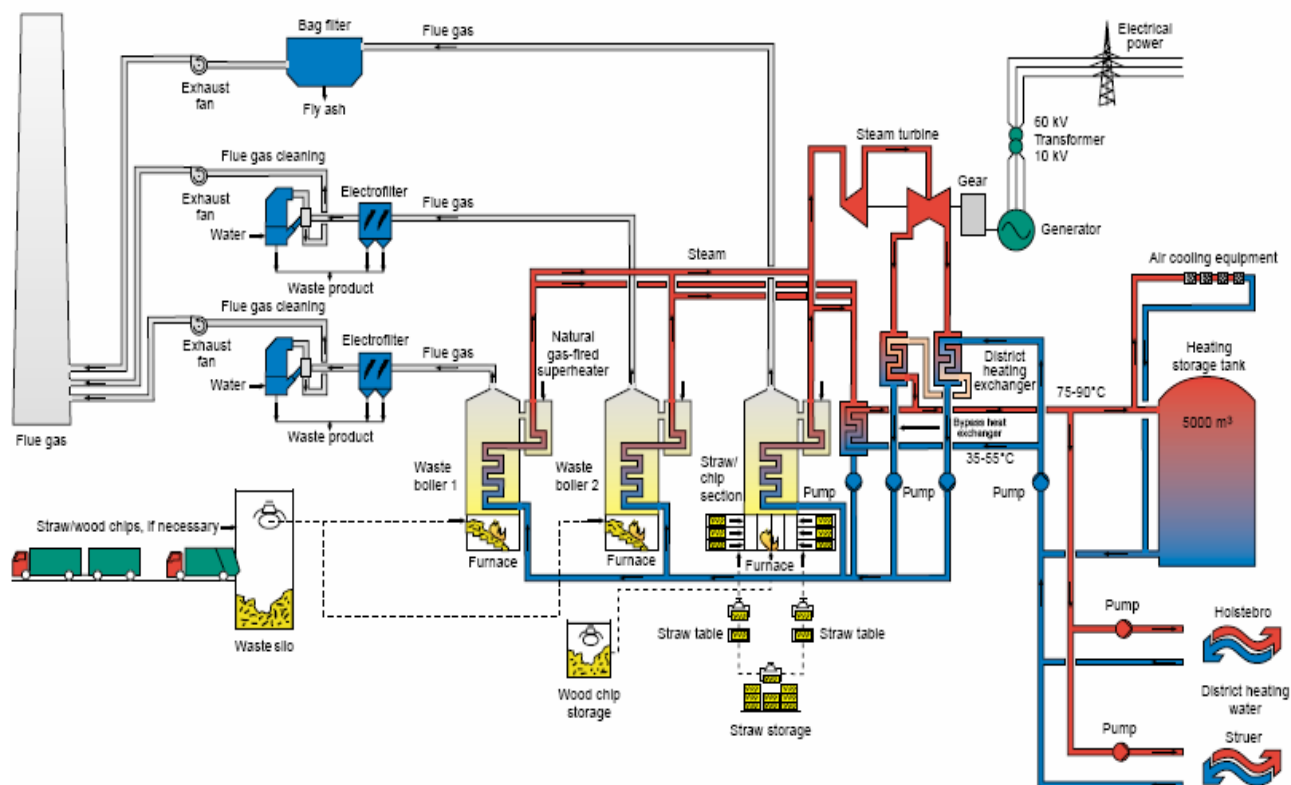 Bag filter
Flue gas
Exhaust
fan
Fly ash
Electrical
power
60 kV
Transformer
10 kV
Steam turbine
Gear
Generator
Flue gas cleaning
Exhaust
fan
Electrofilter
Flue gas
Water
Waste product
Steam
Air cooling equipment
Flue gas cleaning
Exhaust
fan
Electrofilter
Flue gas
Water
Waste product
Natural
gas-fired
superheater
District
heating
exchanger
Heating
storage tank
75-90°C
5000 m³
Bypass heat
exchanger
35-55°C
Flue gas
Waste
boiler 1
Waste
boiler 2
Straw/
chip
section
Pump
Pump
Pump
Straw/wood chips, if necessary
Furnace
Furnace
Furnace
Waste silo
Straw table
Straw table
Wood chip
storage
Straw storage
Pump
Holstebro
District heating
water
Pump
Struer